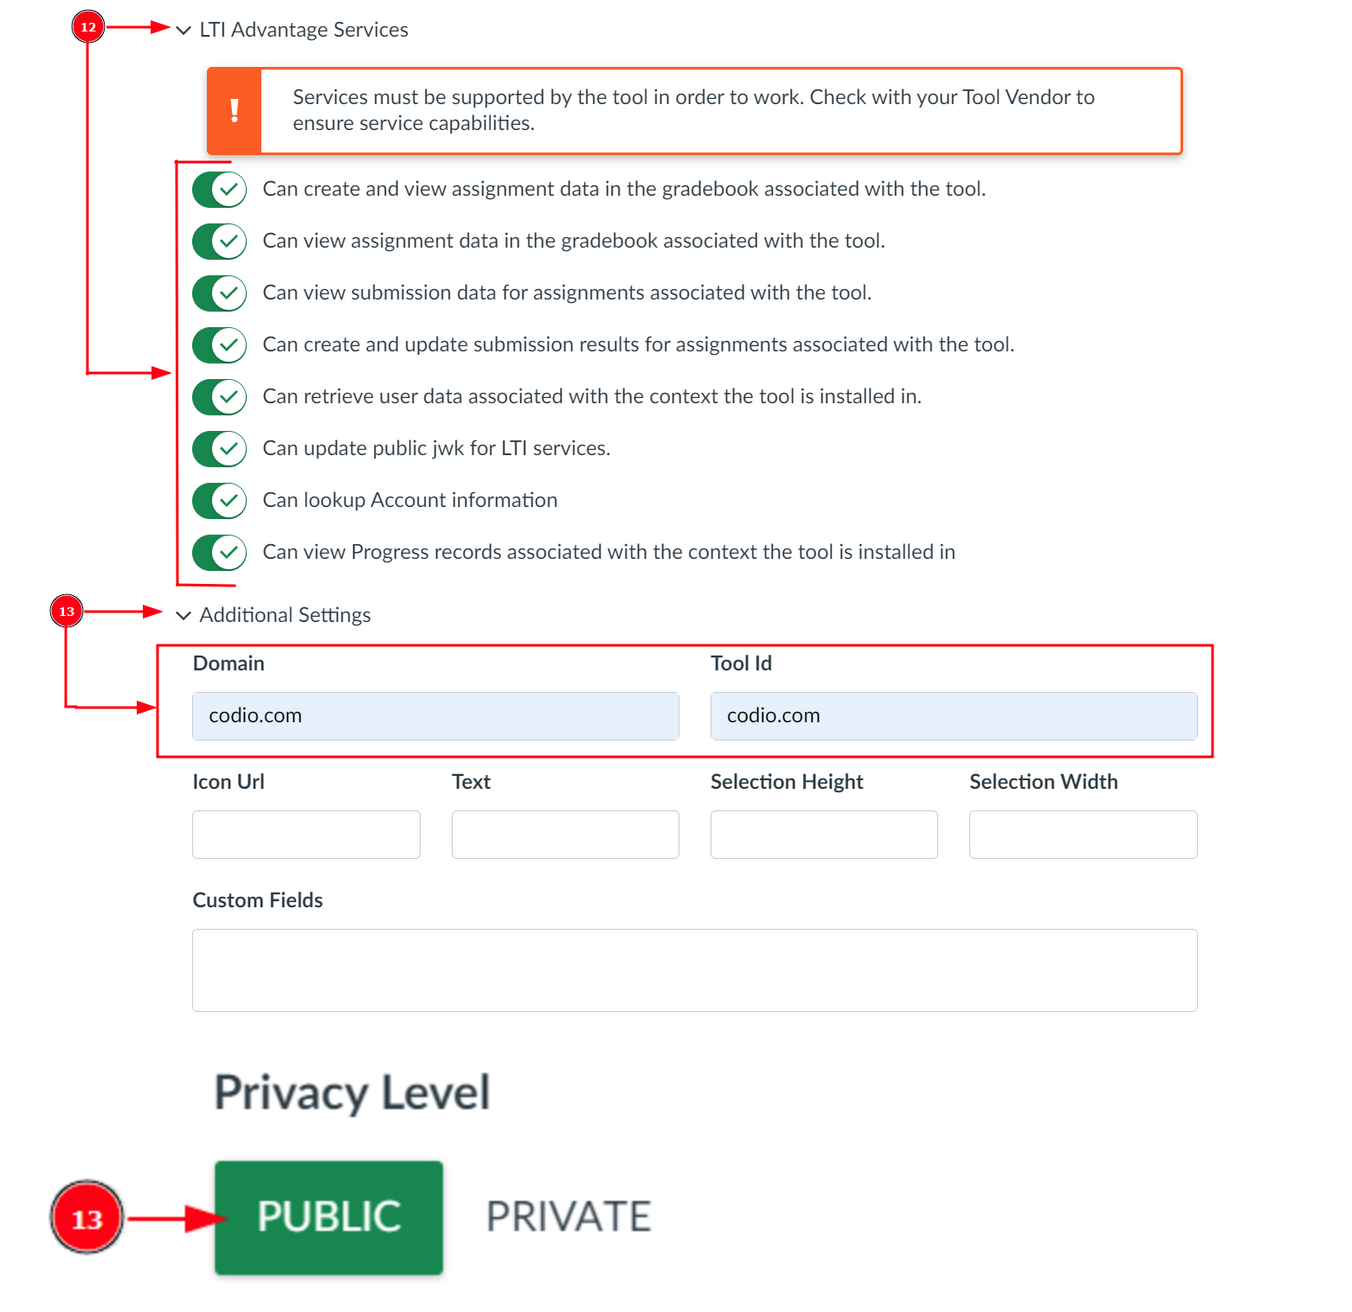 12
LTI Advantage Services
!
Services must be supported by the tool in order to work. Check with your Tool Vendor to
ensure service capabilities.
Can create and view assignment data in the gradebook associated with the tool.
Can view assignment data in the gradebook associated with the tool.
Can view submission data for assignments associated with the tool.
Can create and update submission results for assignments associated with the tool.
Can retrieve user data associated with the context the tool is installed in.
Can update public jwk for LTI services.
Can lookup Account information
Can view Progress records associated with the context the tool is installed in
13
Additional Settings
Domain Tool Id
codio.com codio.com
Icon Url Text Selection Height Selection Width
Custom Fields
Privacy Level
13 PUBLIC PRIVATE